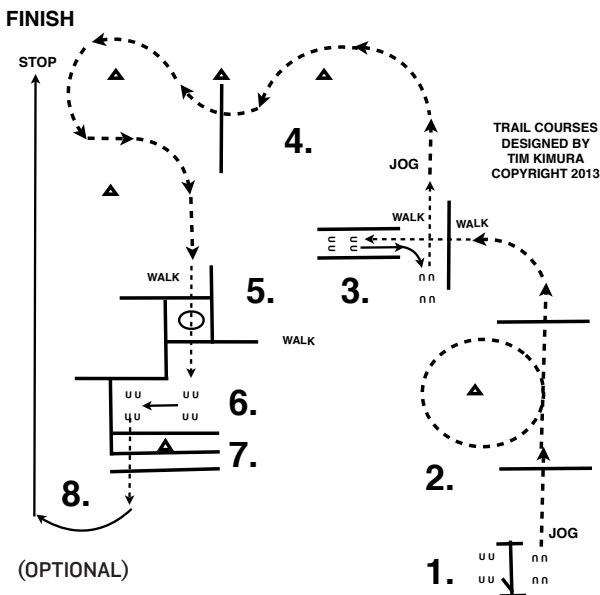 FINISH
STOP
TRAIL COURSES
DESIGNED BY
TIM KIMURA
COPYRIGHT 2013
4.
JOG
WALK
WALK
3.
WALK
5.
WALK
6.
7.
2.
8.
JOG
1.
(OPTIONAL)